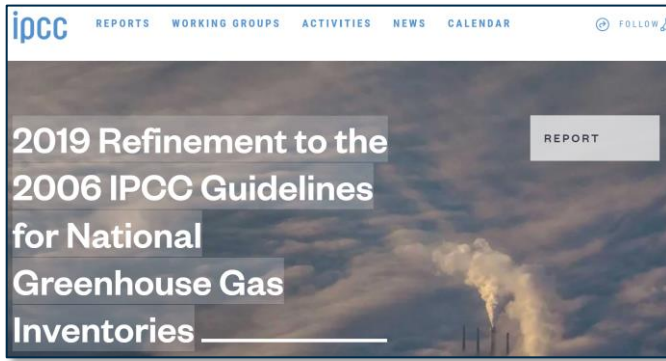 ipcc REPORTS WORKING GROUPS ACTIVITIES NEWS CALENDAR FOLLOW
2019 Refinement to the
REPORT
2006 IPCC Guidelines
for National
Greenhouse Gas
Inventories